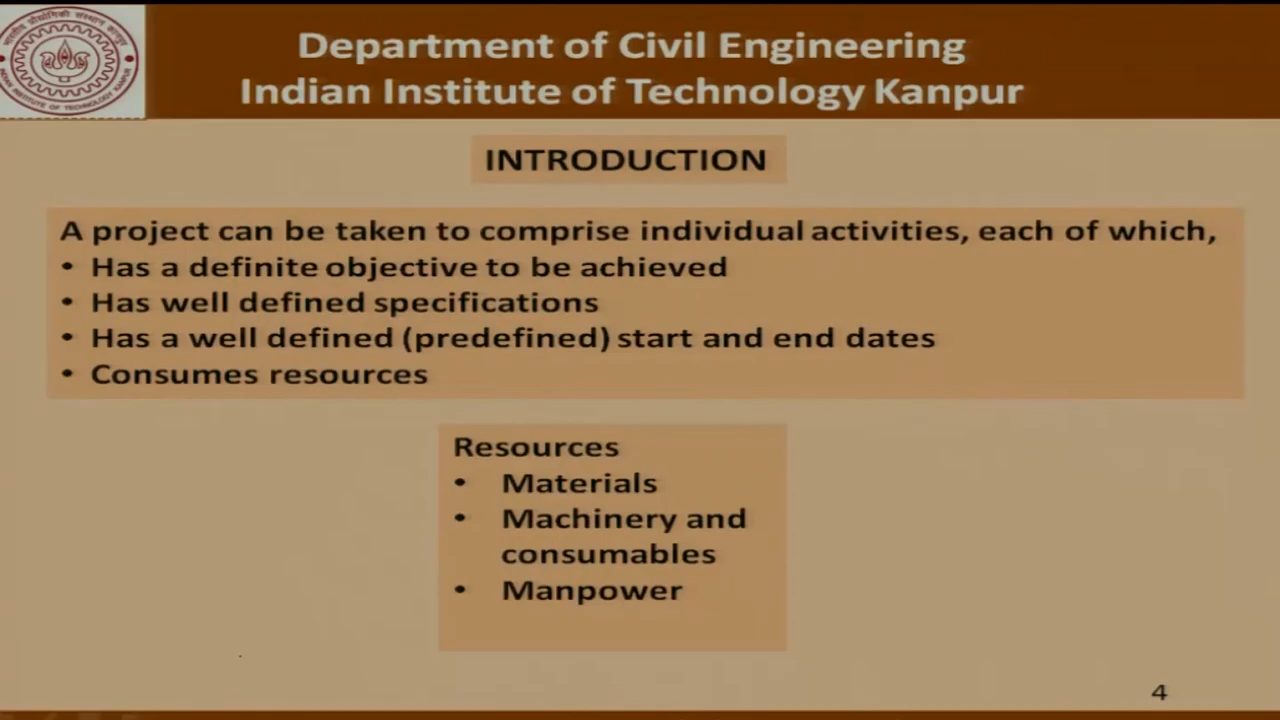 Department of Civil Engineering
Indian Institute of Technology Kanpur
INTRODUCTION
A project can be taken to comprise individual activities, each of which,
• Has a definite objective to be achieved
• Has well defined specifications
• Has a well defined (predefined) start and end dates
• Consumes resources
Resources
• Materials
• Machinery and
consumables
• Manpower
4